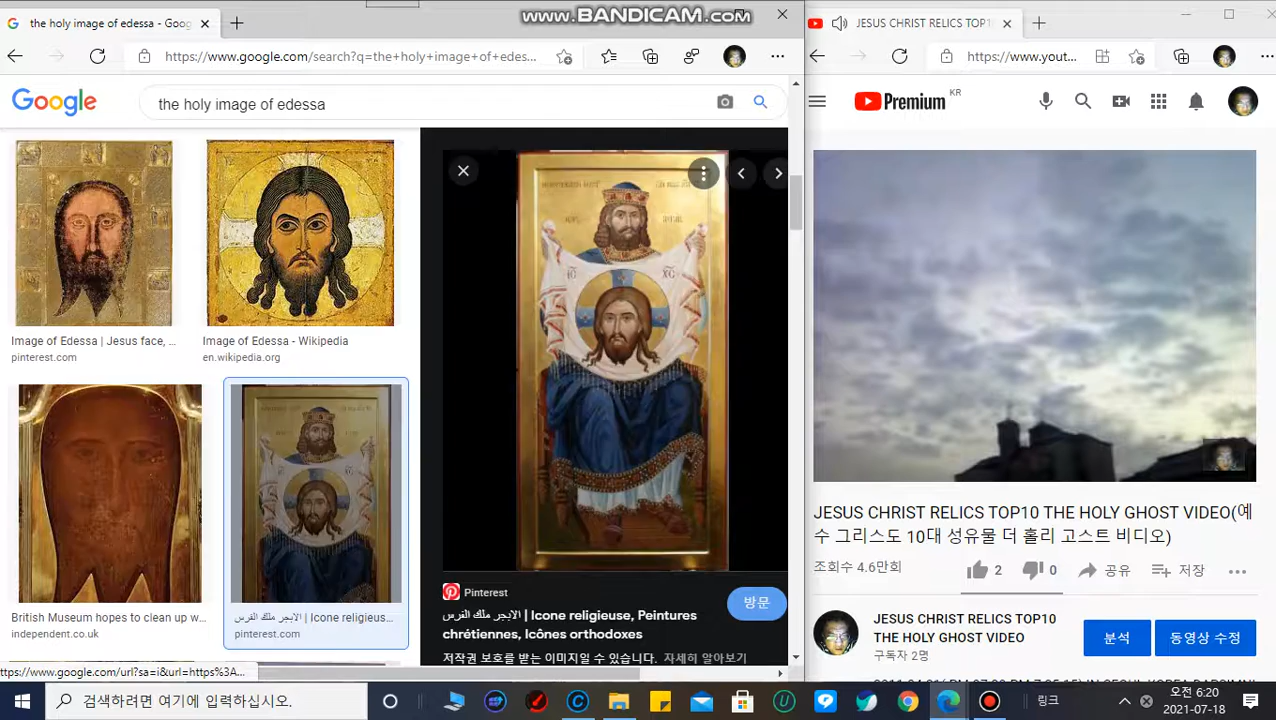 the holy image of edessa - Goog
www.BANDICAM.com
https://www.google.com/search?q=the+holy+image+of+edes...
Google
the holy image of edessa
Image of Edessa | Jesus face, ...
pinterest.com
Image of Edessa - Wikipedia
en.wikipedia.org
British Museum hopes to clean up w...
independent.co.uk
الابجر ملك الفرس | Icone religieus...
pinterest.com
Pinterest
방문
الابجر ملك الفرس | Icone religieuse, Peintures
chrétiennes, Icônes orthodoxes
저작권 보호를 받는 이미지일 수 있습니다. 자세히 알아보기
ttps://www.google.com/url?sa=i&url=https%3A...
JESUS CHRIST RELICS TOP1
https://www.yout...
Premium KR
JESUS CHRIST RELICS TOP10 THE HOLY GHOST VIDEO(예
수 그리스도 10대 성유물 더 홀리 고스트 비디오)
조회수 4.6만회
2
0
공유
저장
JESUS CHRIST RELICS TOP10
THE HOLY GHOST VIDEO
구독자 2명
분석
동영상 수정
검색하려면 여기에 입력하십시오.
링크
오전 6:20
2021-07-18